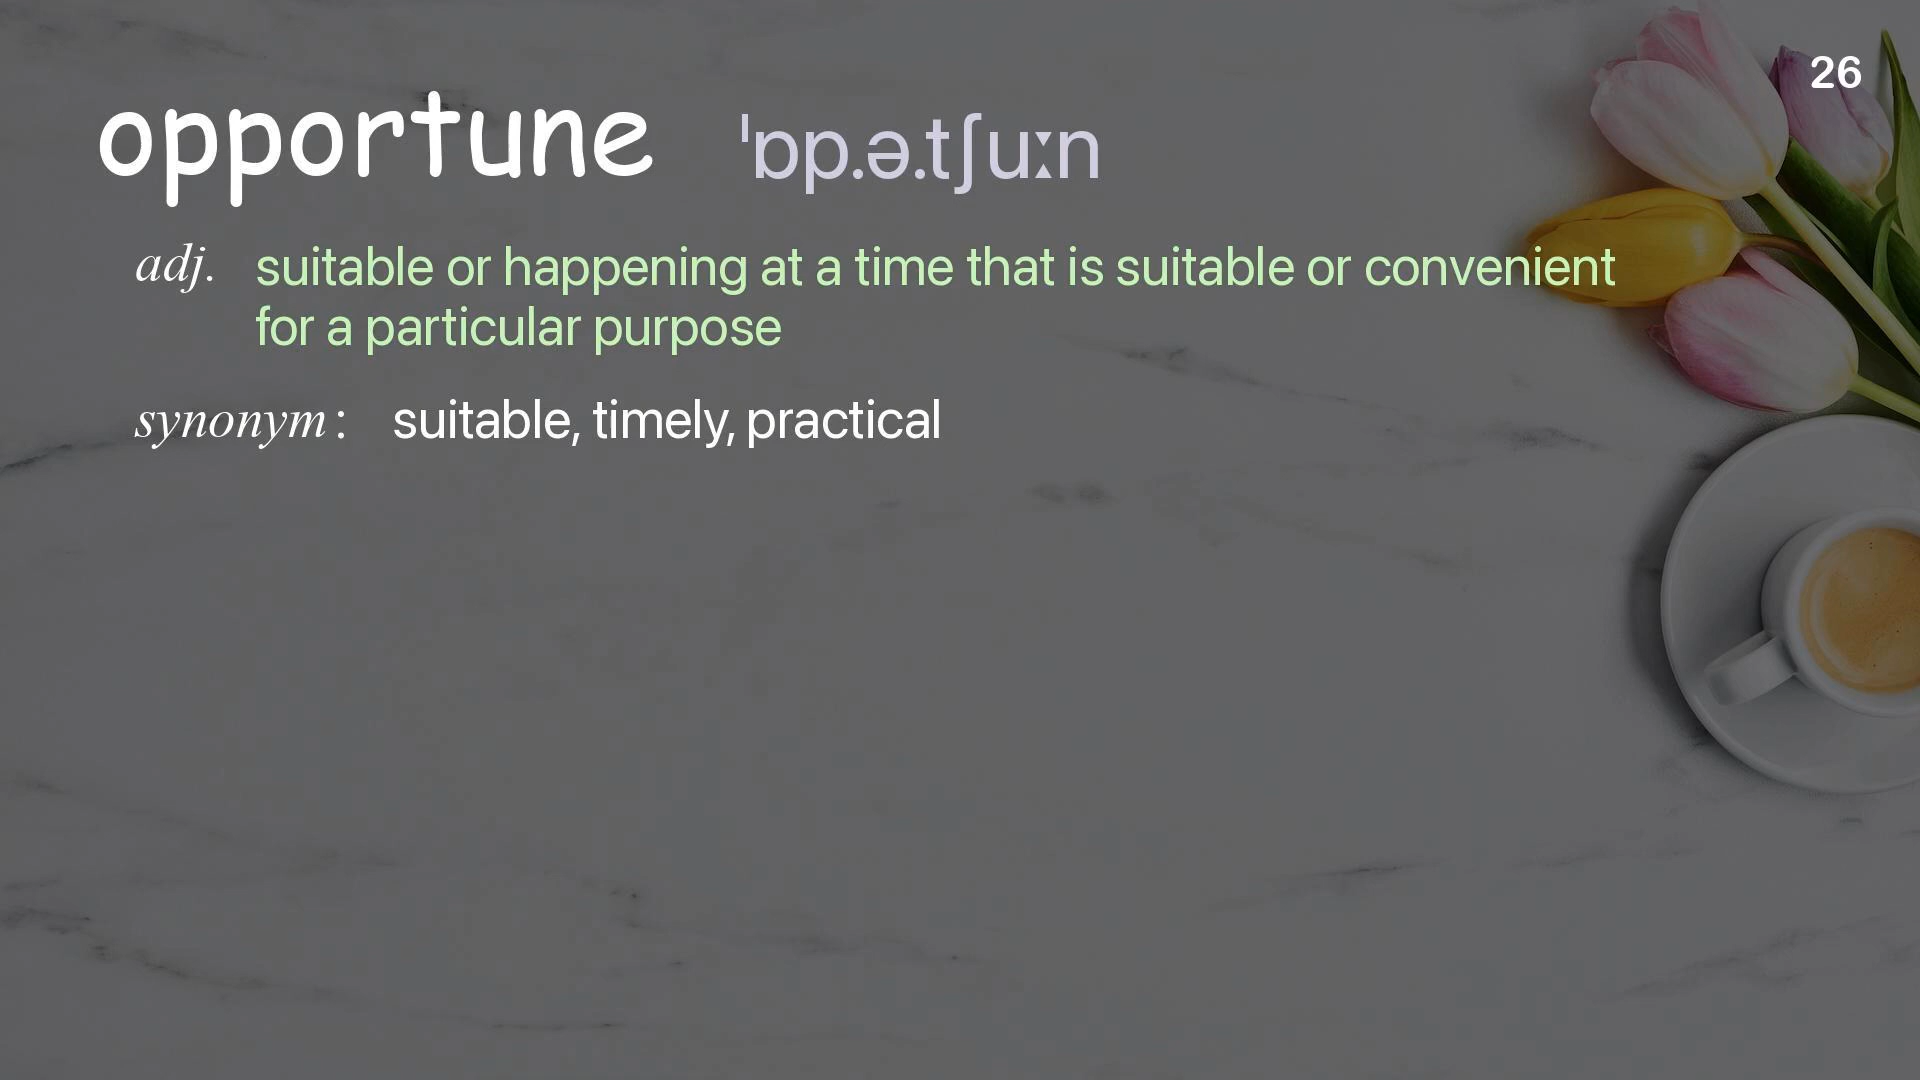 26
opportune ˈɒp.ə.tʃuːn
adj. suitable or happening at a time that is suitable or convenient
for a particular purpose
synonym : suitable, timely, practical